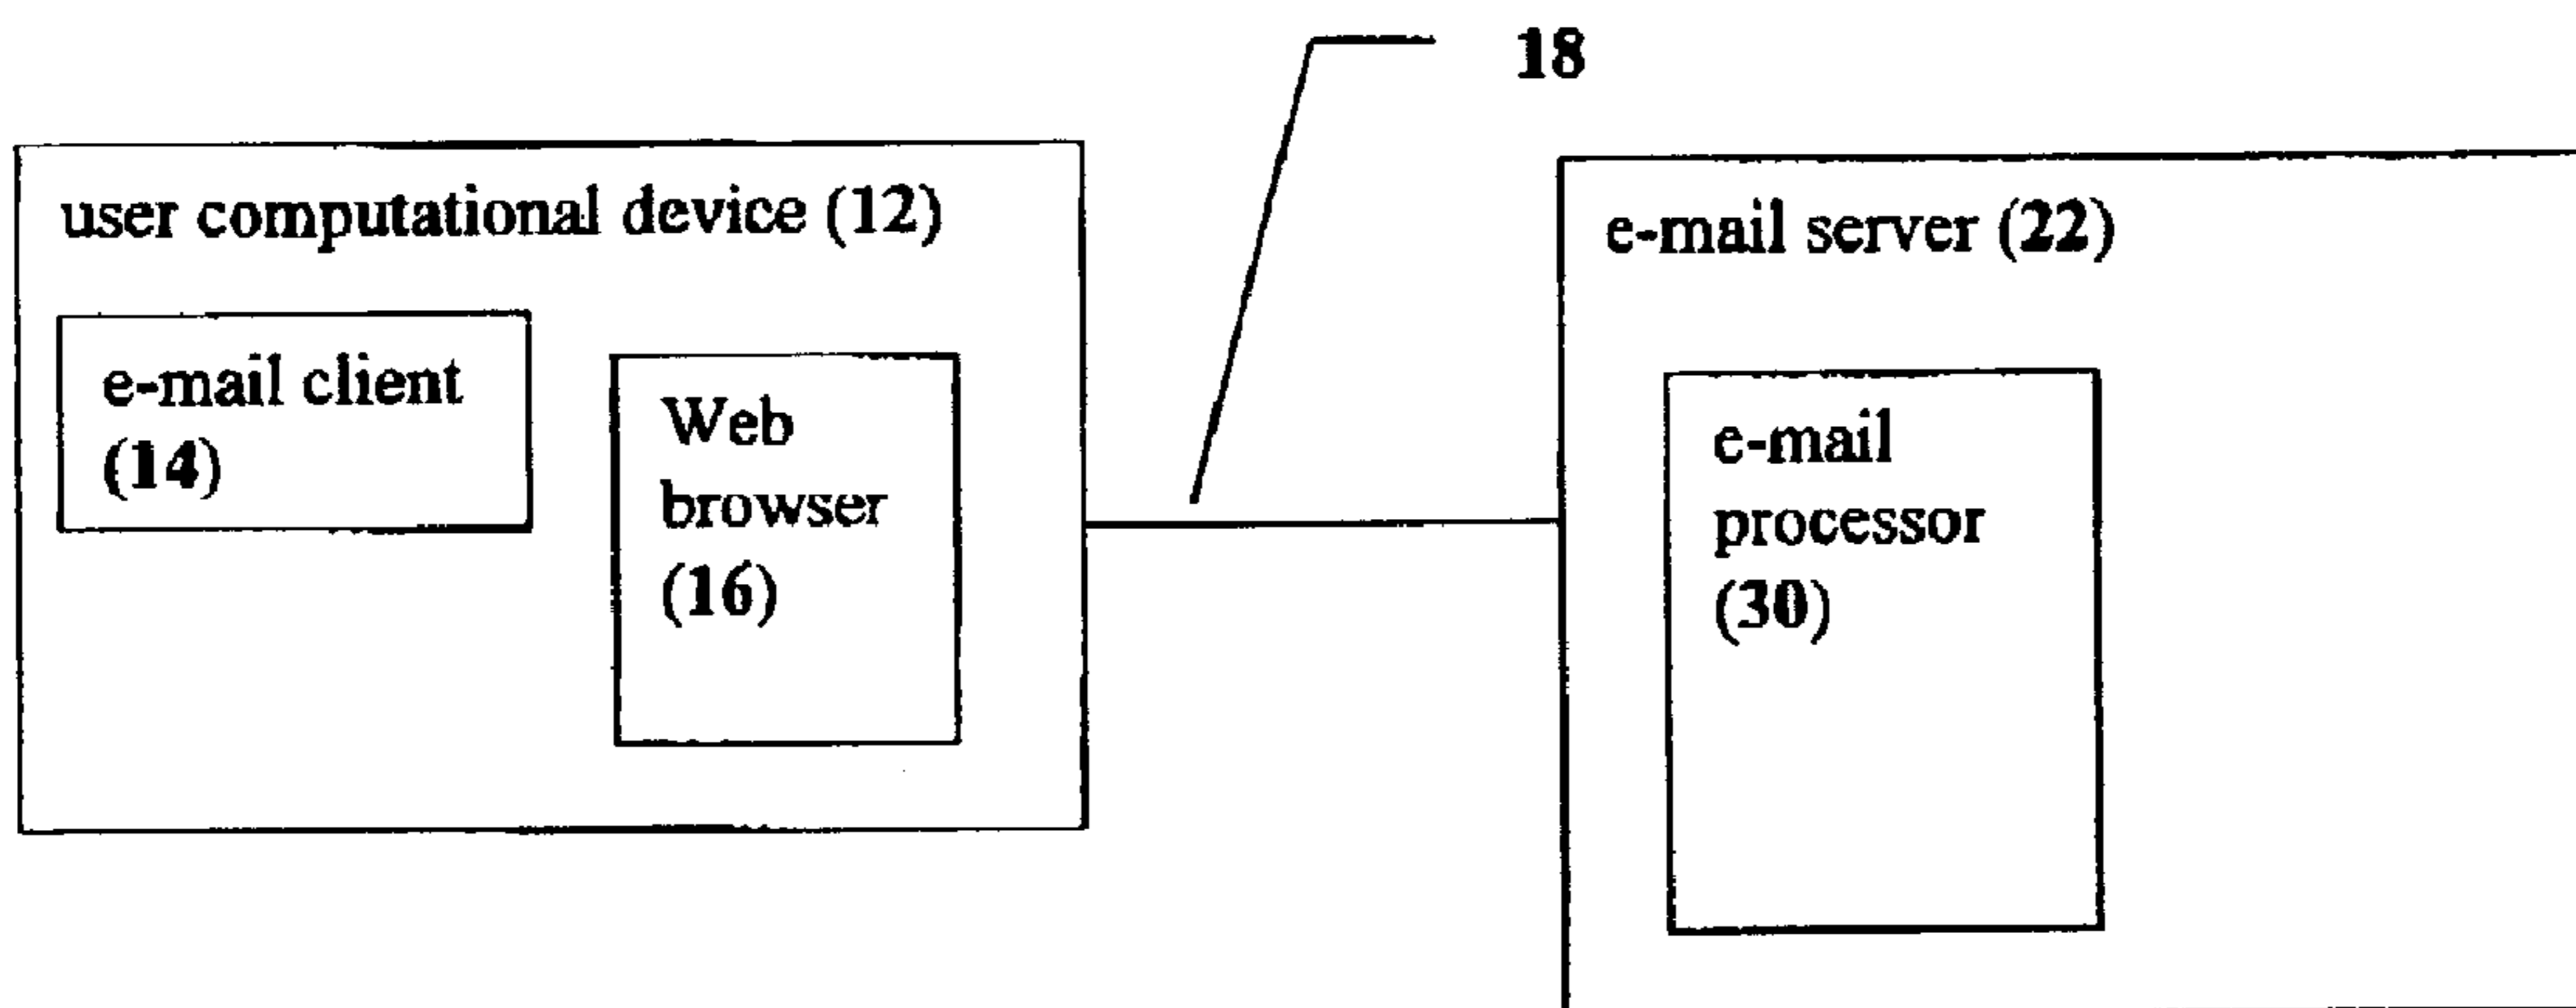 18
user computational device (12)
e-mail client
(14)
Web
browser
(16)
e-mail server (22)
e-mail
processor
(30)